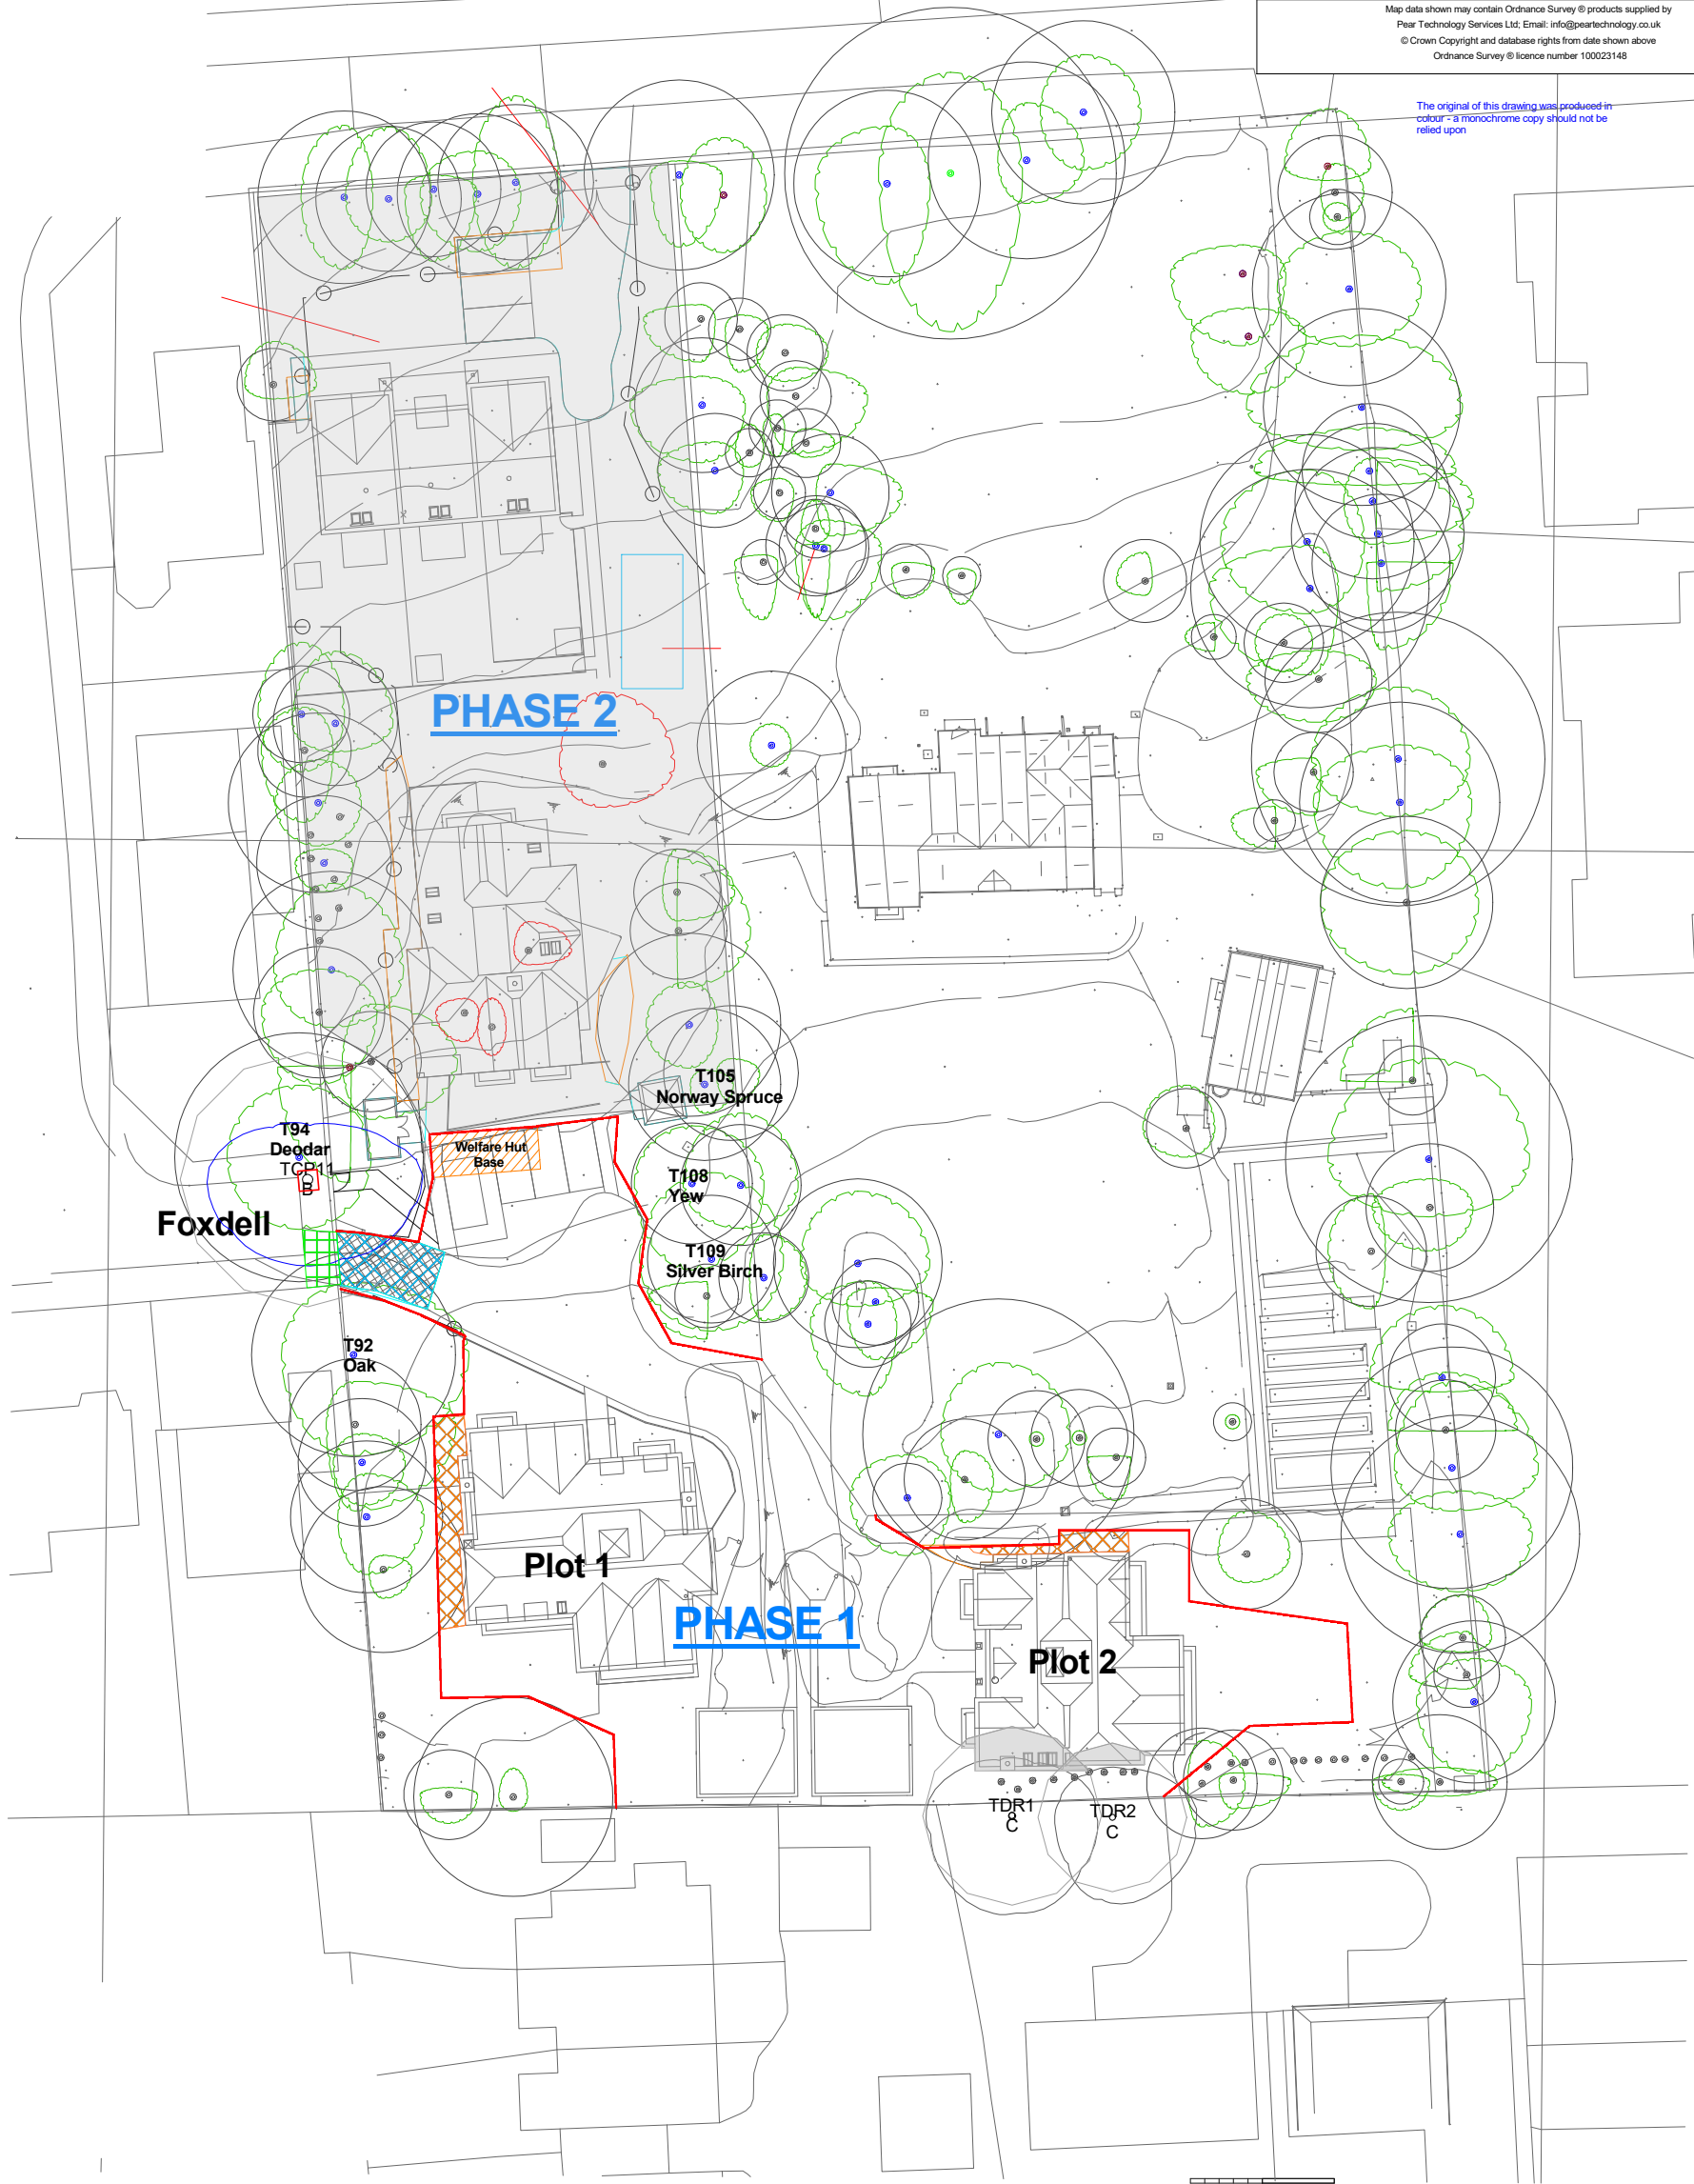 Map data shown may contain Ordnance Survey ® products supplied by
Pear Technology Services Ltd; Email: info@peartechnology.co.uk
© Crown Copyright and database rights from date shown above
Ordnance Survey ® licence number 100023148
The original of this drawing was produced in
colour - a monochrome copy should not be
relied upon
PHASE 2
T105
Norway Spruce
T94
Deodar
TCP11
B
Welfare Hut
Base
T108
Yew
Foxdell
T109
Silver Birch
T92
Oak
Plot 1
PHASE 1
Plot 2
TDR1
C
TDR2
C